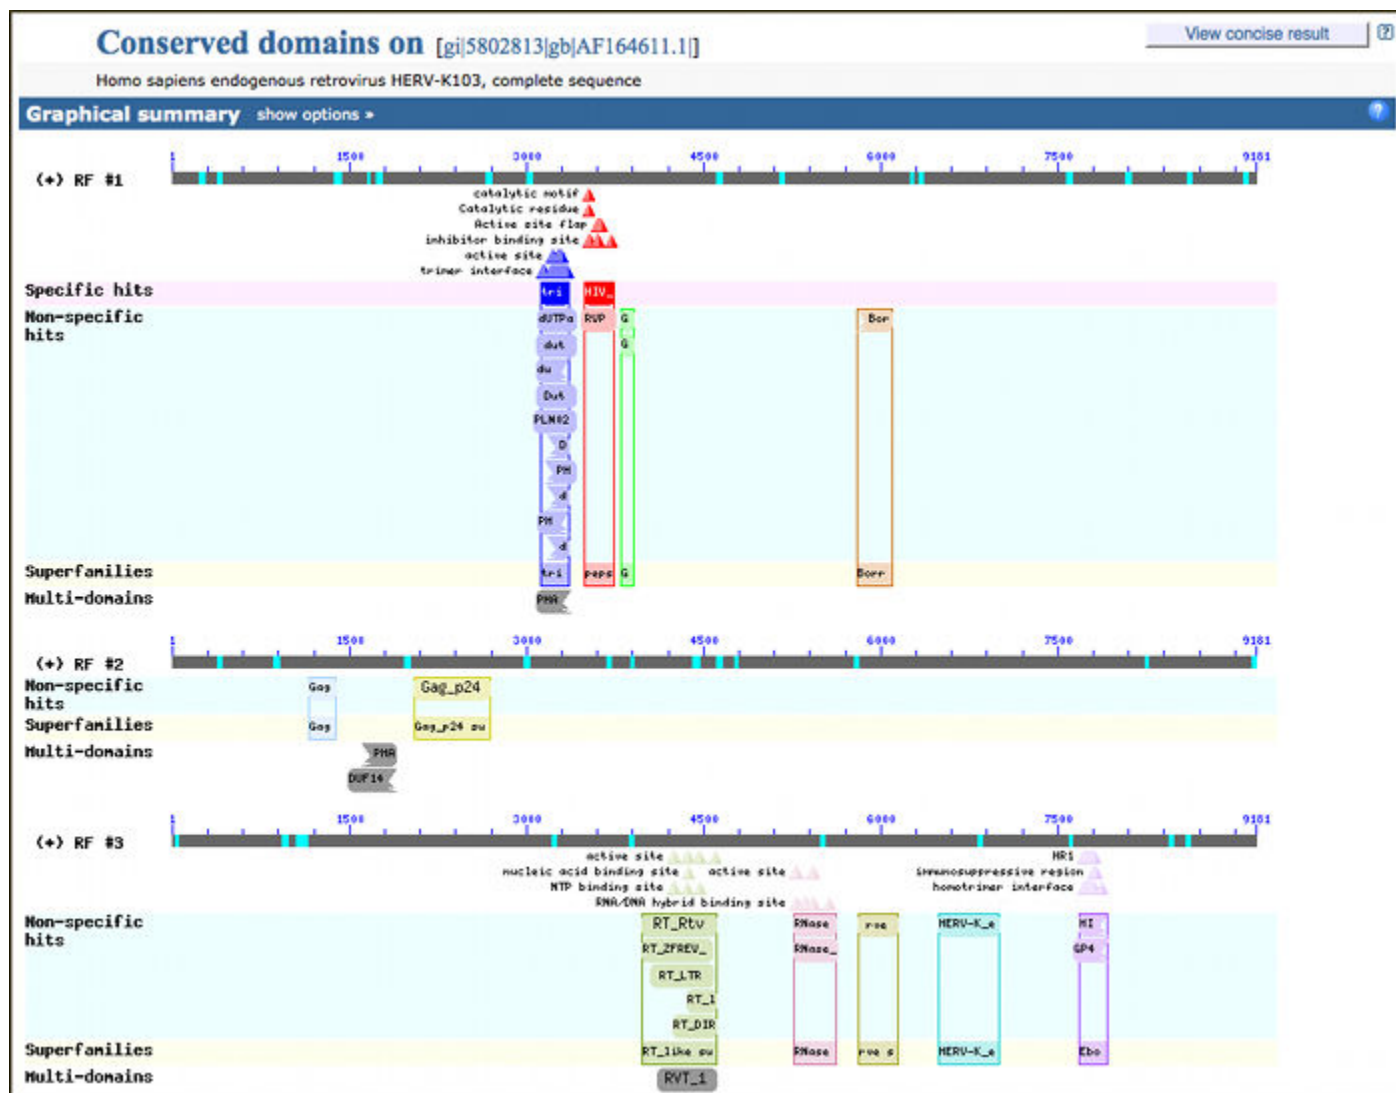 Conserved domains on [gi|5802813|gb|AF164611.1|]
View concise result
Homo sapiens endogenous retrovirus HERV-K103, complete sequence
Graphical summary show options »
1 1500 3000 4500 6000 7500 9181
(+) RF #1
catalytic motif
Catalytic residue
Active site flap
inhibitor binding site
active site
trimer interface
Specific hits tri HIV_
Non-specific hits dUTPa RVP G Bor
dut G
du
Dut
PLN02
D
PH
d
PH
d
Superfamilies tri peps G Borr
Multi-domains PHA
1 1500 3000 4500 6000 7500 9181
(+) RF #2
Non-specific hits Gag Gag_p24
Superfamilies Gag Gag_p24 su
Multi-domains PHA
DUF14
1 1500 3000 4500 6000 7500 9181
(+) RF #3
active site HR1
nucleic acid binding site active site immunosuppressive region
NTP binding site homotrimer interface
RNA/DNA hybrid binding site
Non-specific hits RT_Rtv RNase rve HERV-K_e HI
RT_ZFREV_ RNase_ GP4
RT_LTR
RT_1
RT_DIR
Superfamilies RT_like su RNase rve s HERV-K_e Ebo
Multi-domains RVT_1